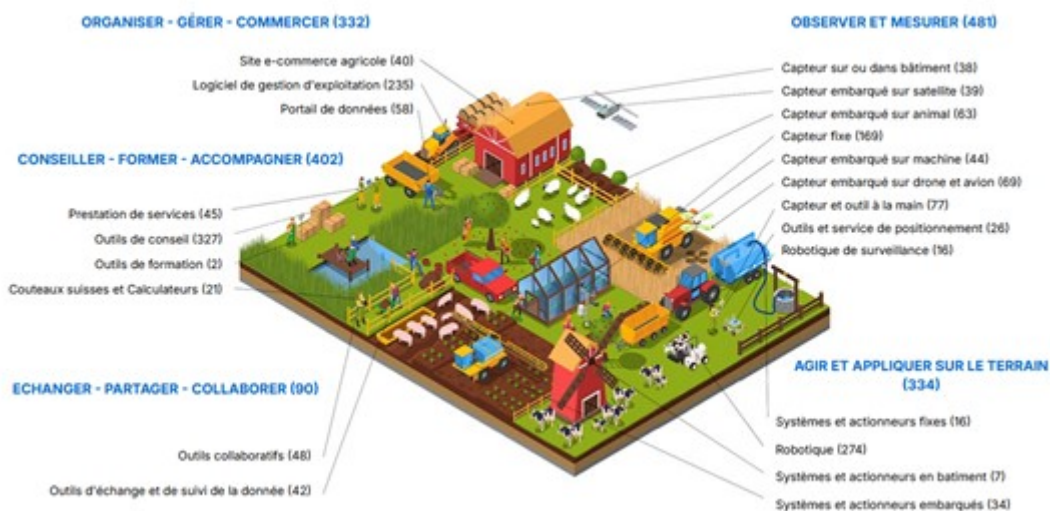 ORGANISER - GÉRER - COMMERCER (332)
Site e-commerce agricole (40)
Logiciel de gestion d'exploitation (235)
Portail de données (58)
CONSEILLER - FORMER - ACCOMPAGNER (402)
Prestation de services (45)
Outils de conseil (327)
Outils de formation (2)
Couteaux suisses et Calculateurs (21)
ECHANGER - PARTAGER - COLLABORER (90)
Outils collaboratifs (48)
Outils d'échange et de suivi de la donnée (42)
OBSERVER ET MESURER (481)
Capteur sur ou dans bâtiment (38)
Capteur embarqué sur satellite (39)
Capteur embarqué sur animal (63)
Capteur fixe (169)
Capteur embarqué sur machine (44)
Capteur embarqué sur drone et avion (69)
Capteur et outil à la main (77)
Outils et service de positionnement (26)
Robotique de surveillance (16)
AGIR ET APPLIQUER SUR LE TERRAIN
(334)
Systèmes et actionneurs fixes (16)
Robotique (274)
Systèmes et actionneurs en batiment (7)
Systèmes et actionneurs embarqués (34)